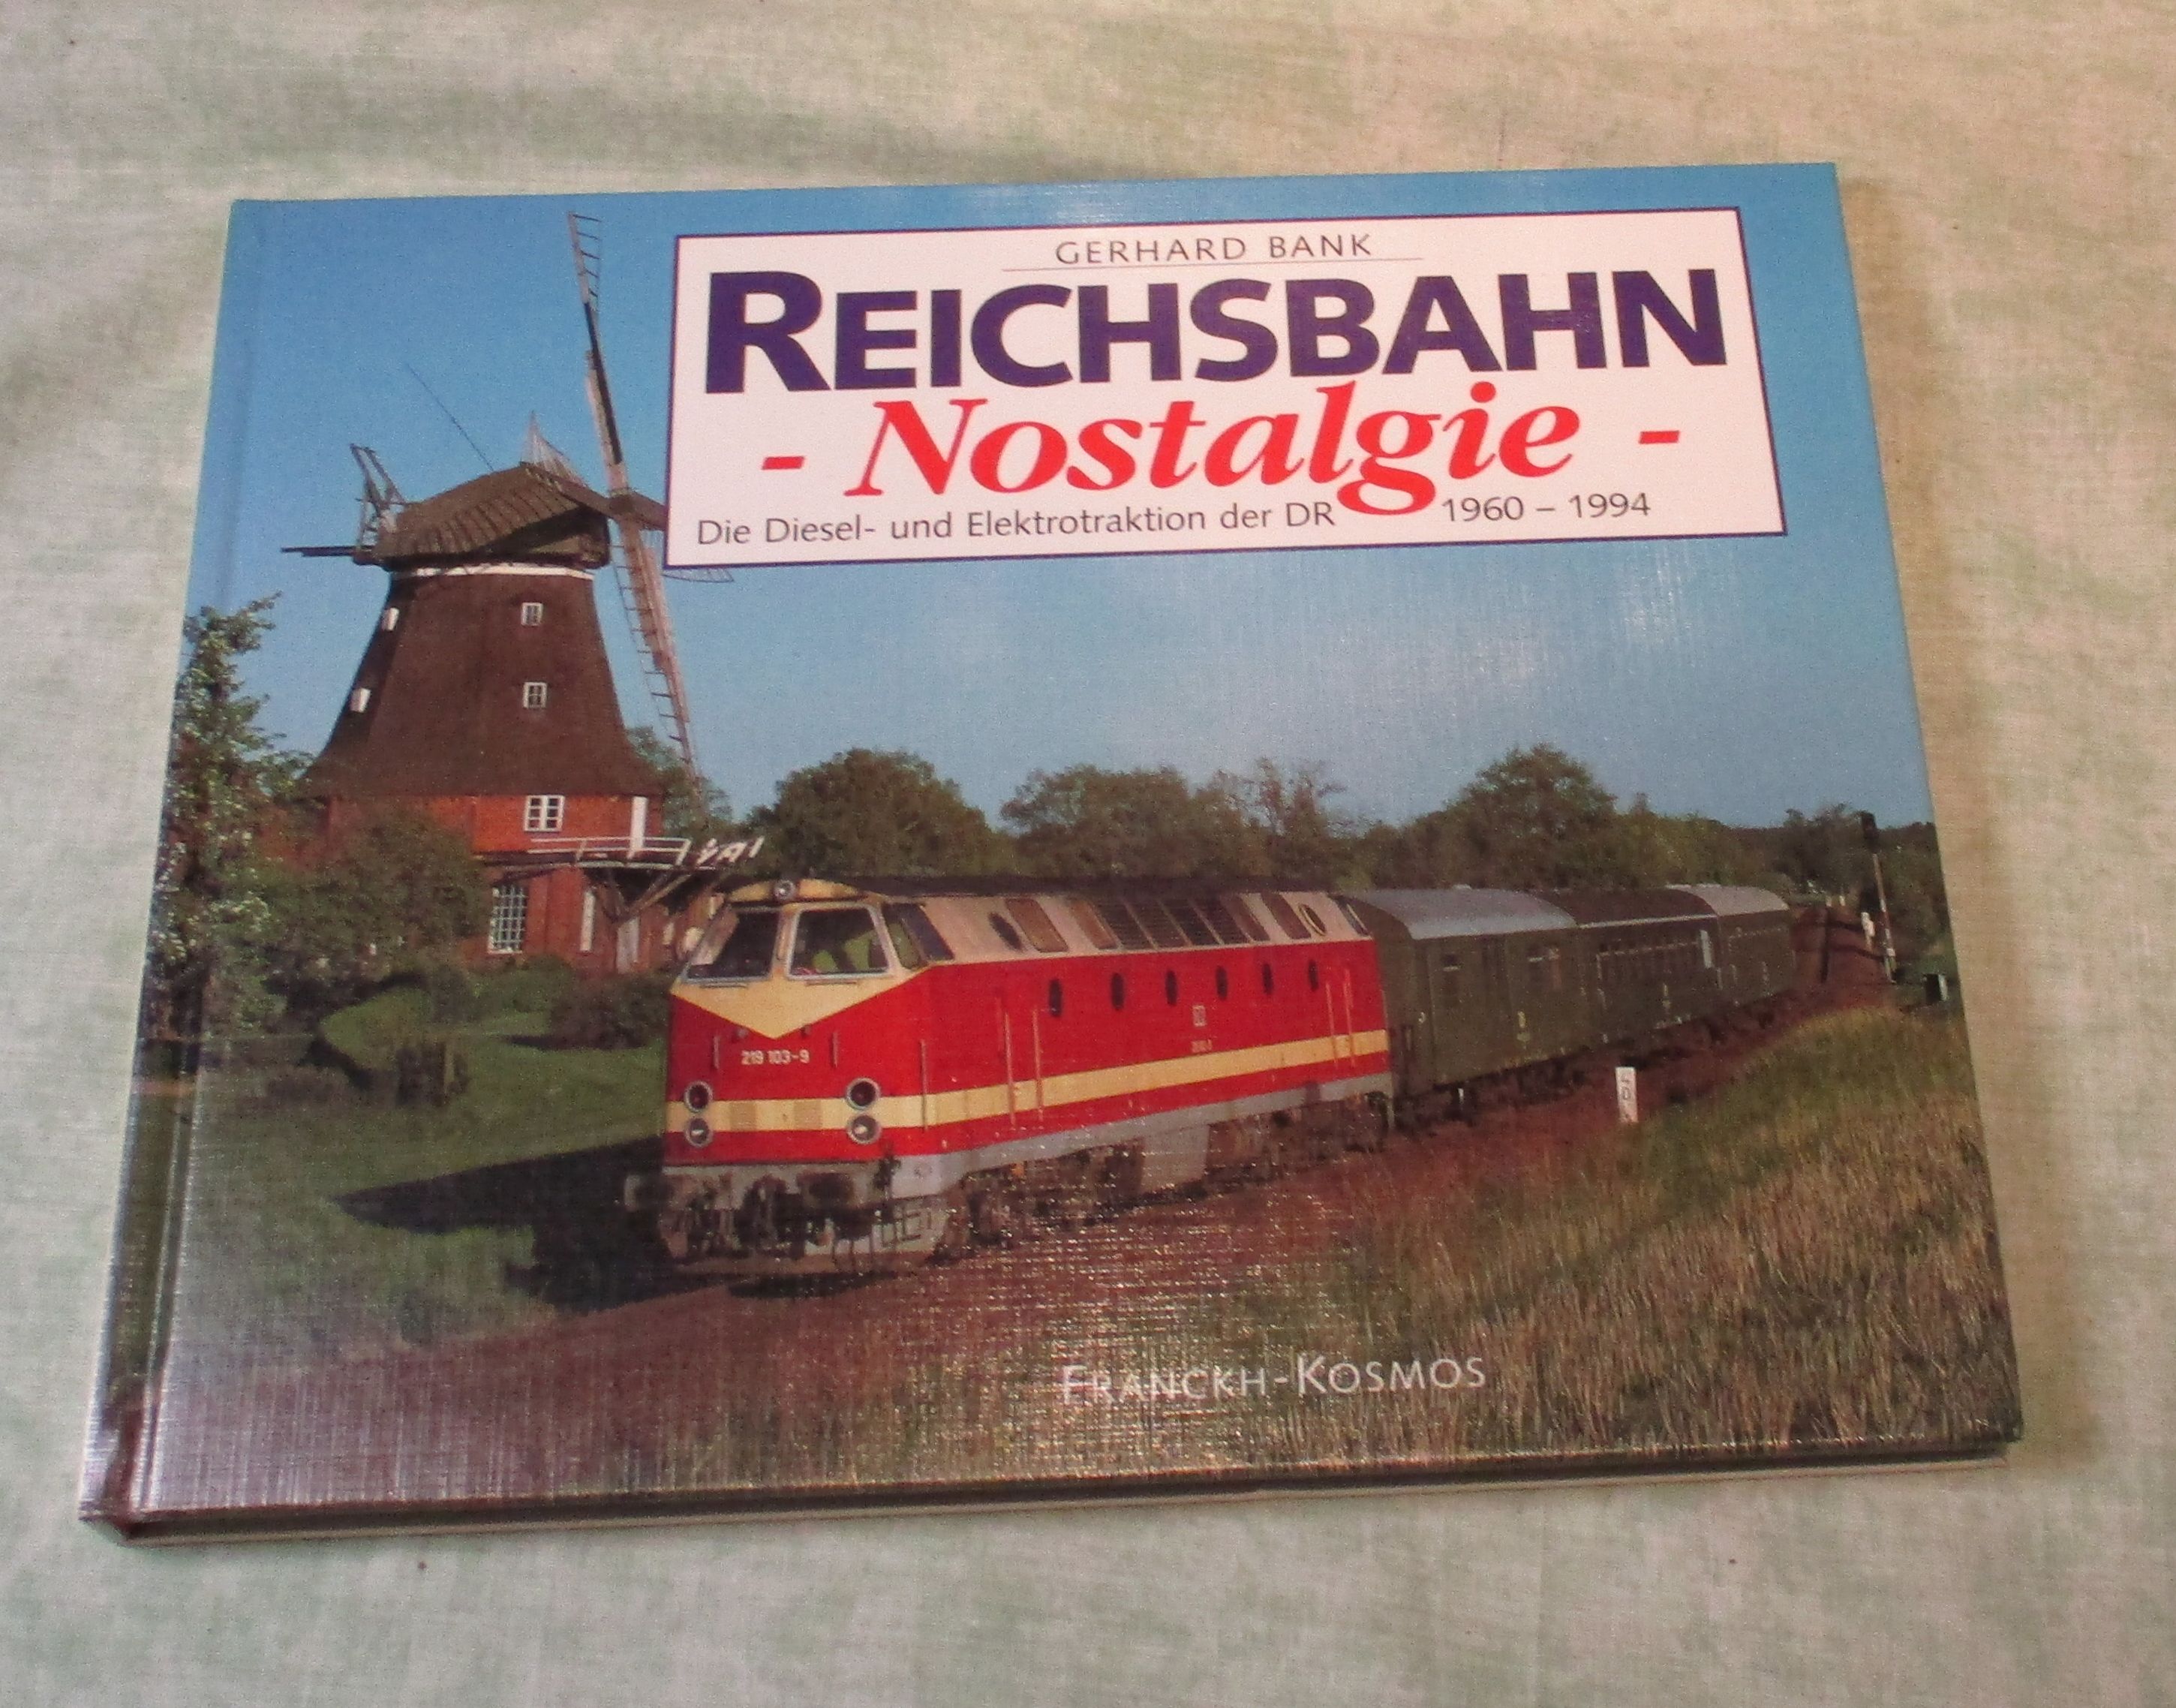 GERHARD BANK
REICHSBAHN
- Nostalgie -
Die Diesel- und Elektrotraktion der DR 1960 – 1994
219 103-9
FRANCKH-KOSMOS